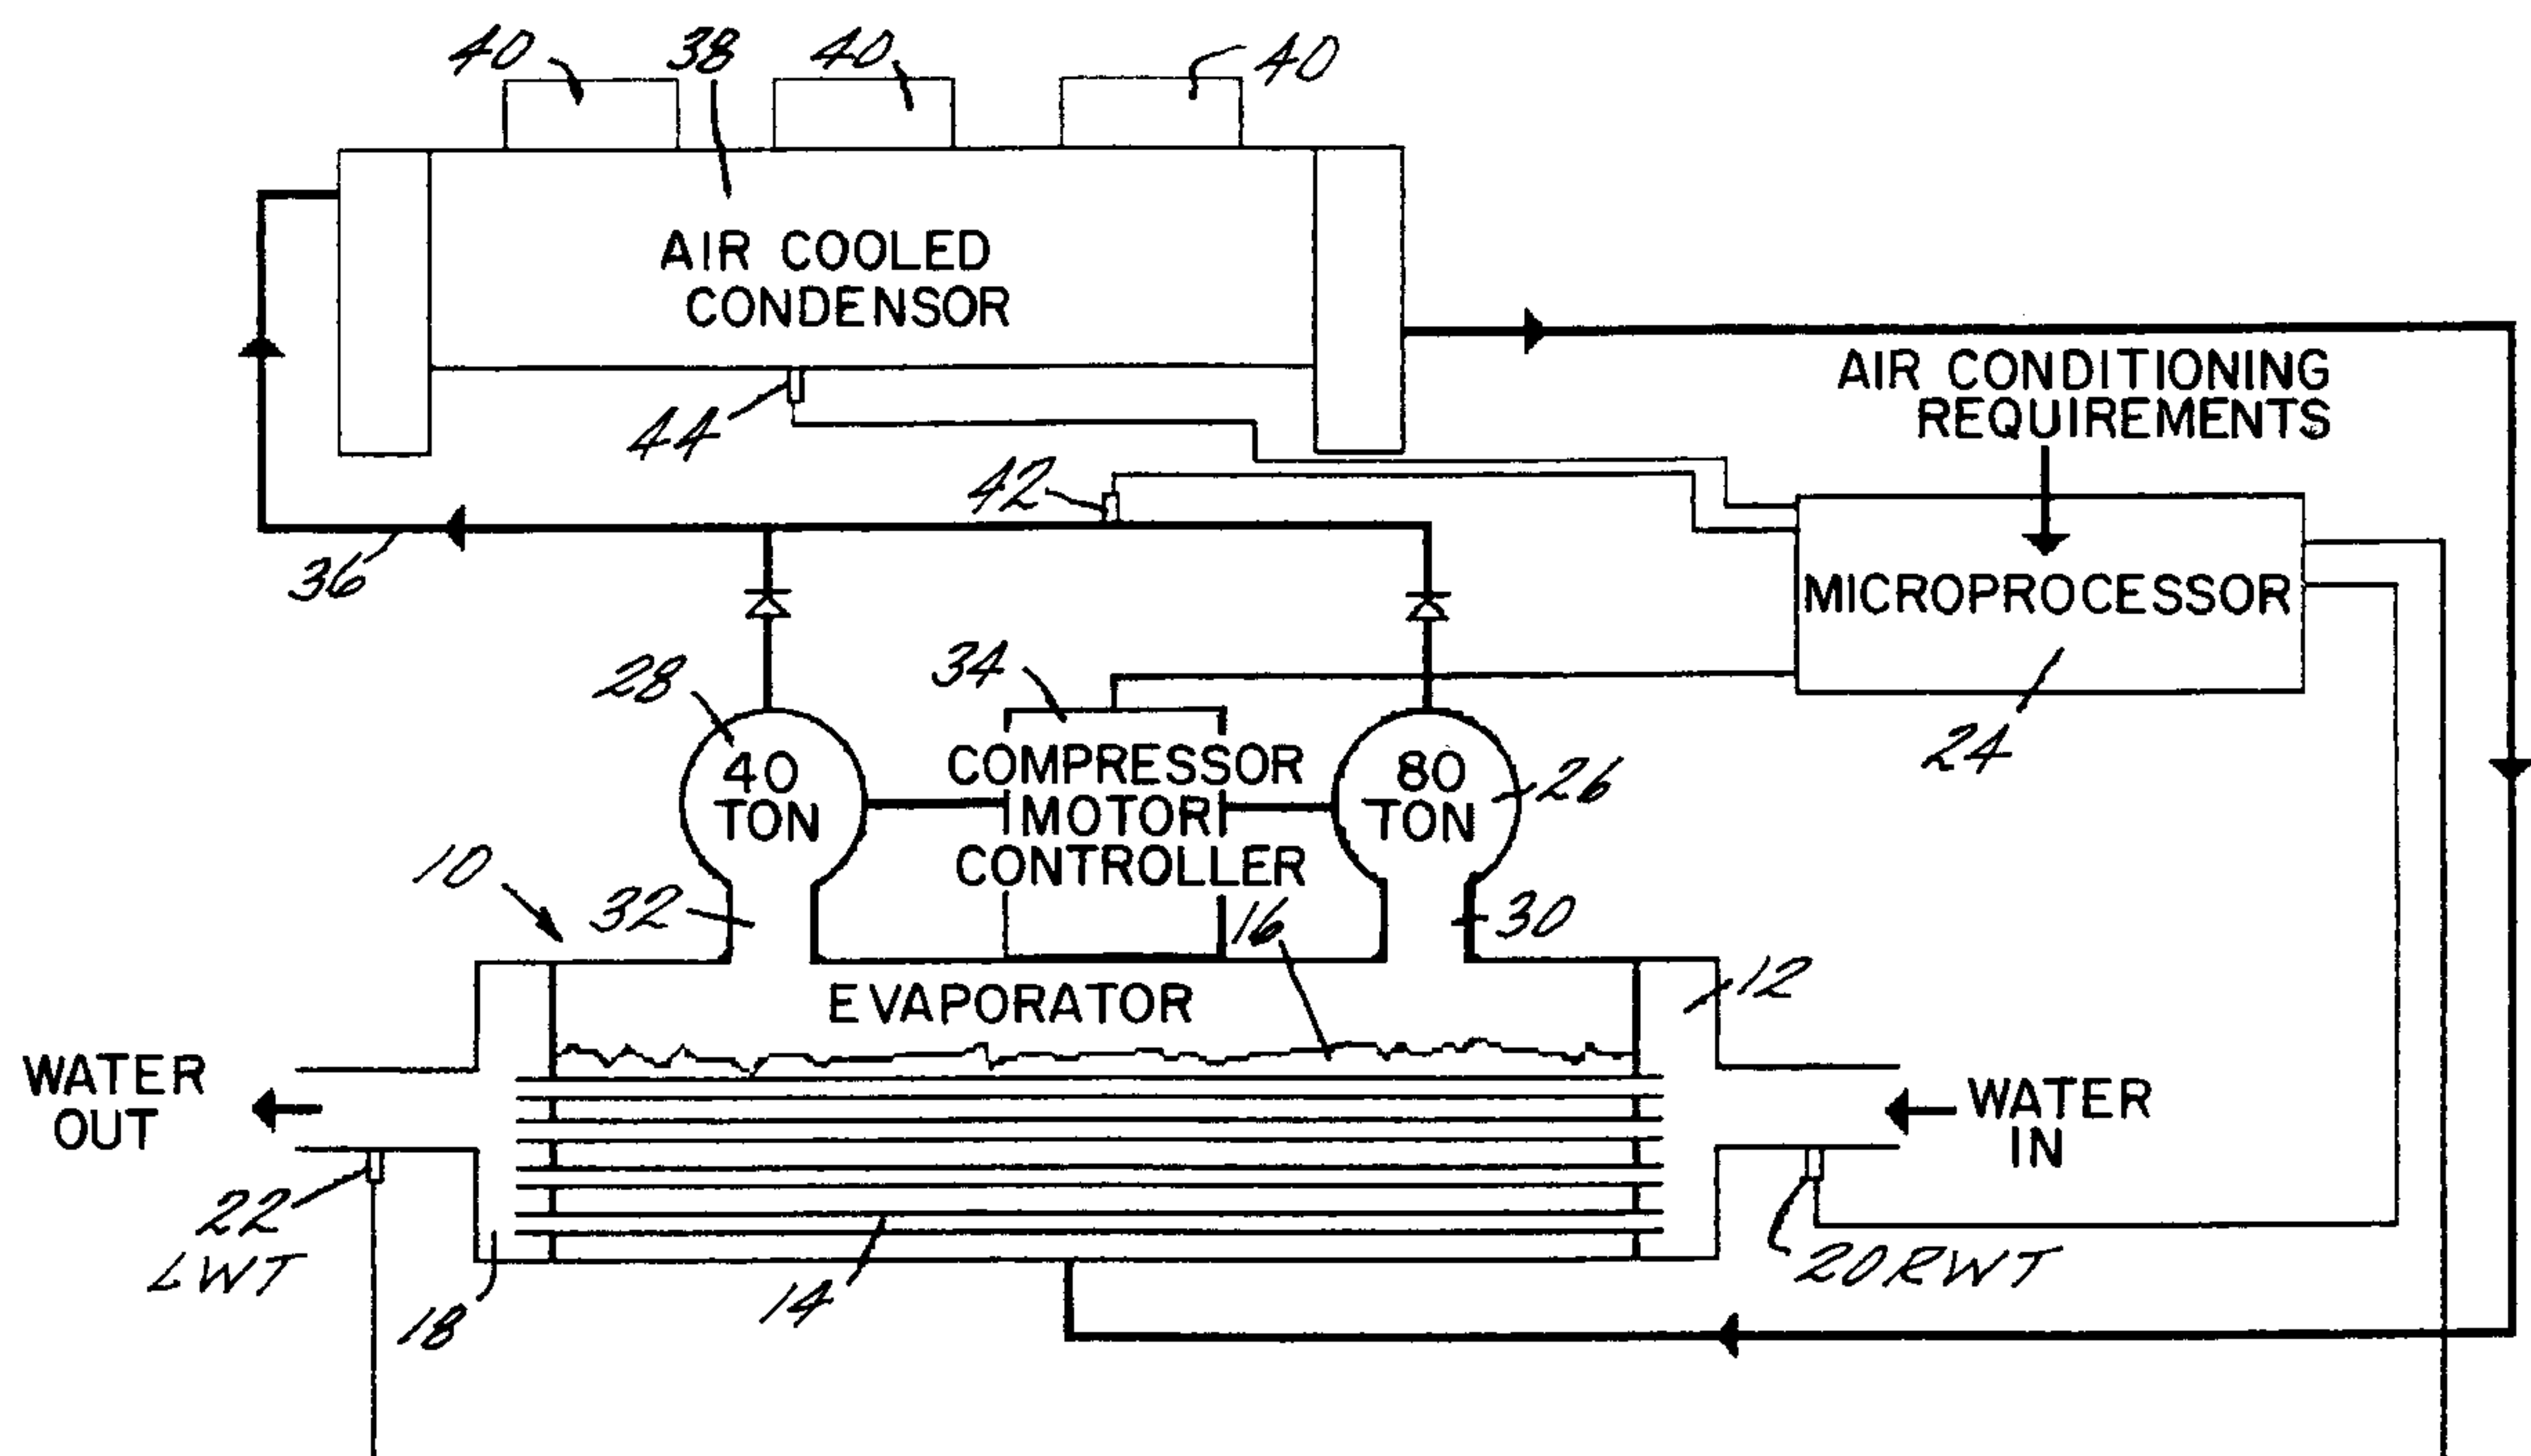 40
38
40
40
AIR COOLED
CONDENSOR
44
AIR CONDITIONING
REQUIREMENTS
42
36
MICROPROCESSOR
28
34
24
40
TON
COMPRESSOR
MOTOR
CONTROLLER
80
TON
26
10
32
16
30
EVAPORATOR
12
WATER
OUT
WATER
IN
22
LWT
18
14
20 RWT